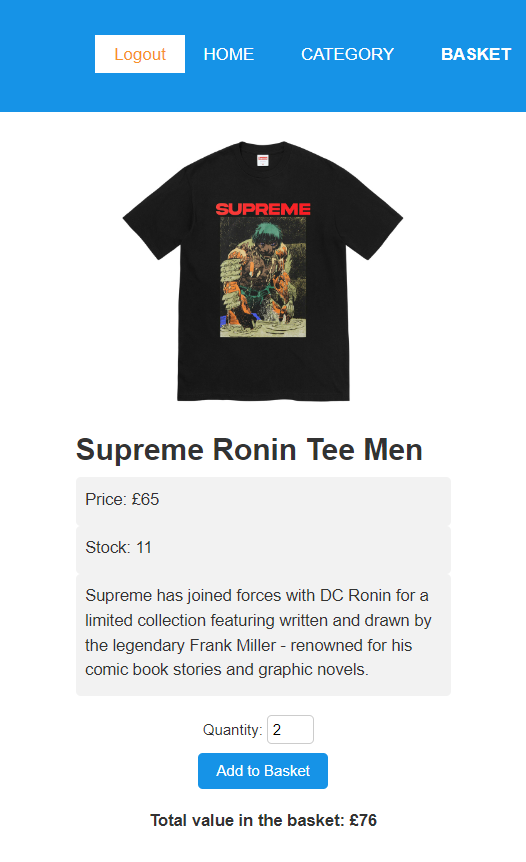 Logout HOME CATEGORY BASKET
SUPREME
Supreme Ronin Tee Men
Price: £65
Stock: 11
Supreme has joined forces with DC Ronin for a
limited collection featuring written and drawn by
the legendary Frank Miller - renowned for his
comic book stories and graphic novels.
Quantity: 2
Add to Basket
Total value in the basket: £76